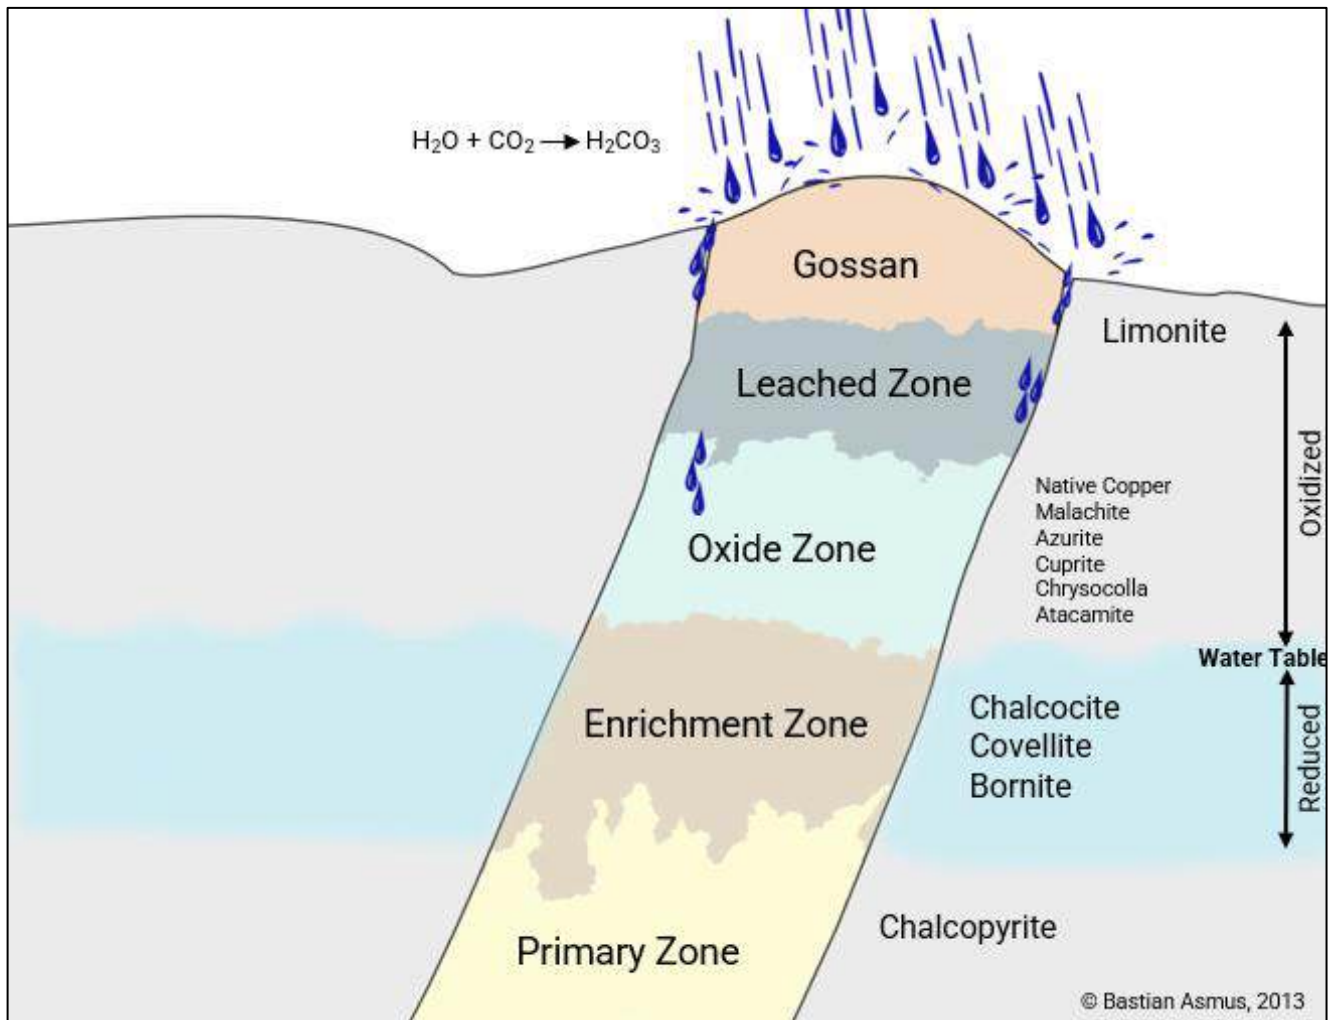 H₂O + CO₂ → H₂CO₃
Gossan
Limonite
Leached Zone
Native Copper
Malachite
Azurite
Cuprite
Chrysocolla
Atacamite
Oxidized
Oxide Zone
Water Table
Enrichment Zone
Chalcocite
Covellite
Bornite
Reduced
Primary Zone
Chalcopyrite
© Bastian Asmus, 2013